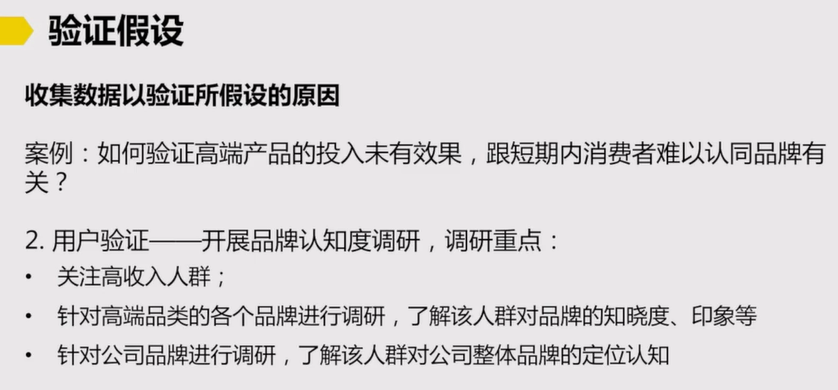 验证假设
收集数据以验证所假设的原因
案例：如何验证高端产品的投入未有效果，跟短期内消费者难以认同品牌有
关？
2. 用户验证——开展品牌认知度调研，调研重点：
• 关注高收入人群；
• 针对高端品类的各个品牌进行调研，了解该人群对品牌的知晓度、印象等
• 针对公司品牌进行调研，了解该人群对公司整体品牌的定位认知